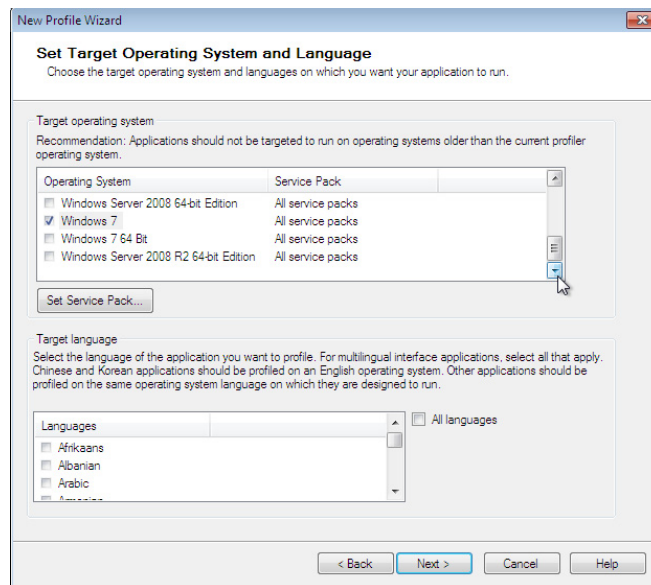 New Profile Wizard
Set Target Operating System and Language
Choose the target operating system and languages on which you want your application to run.
Target operating system
Recommendation: Applications should not be targeted to run on operating systems older than the current profiler
operating system.
Operating System Service Pack
Windows Server 2008 64-bit Edition All service packs
Windows 7 All service packs
Windows 7 64 Bit All service packs
Windows Server 2008 R2 64-bit Edition All service packs
Set Service Pack...
Target language
Select the language of the application you want to profile. For multilingual interface applications, select all that apply.
Chinese and Korean applications should be profiled on an English operating system. Other applications should be
profiled on the same operating system language on which they are designed to run.
Languages
All languages
Afrikaans
Albanian
Arabic
Armenian
< Back Next > Cancel Help